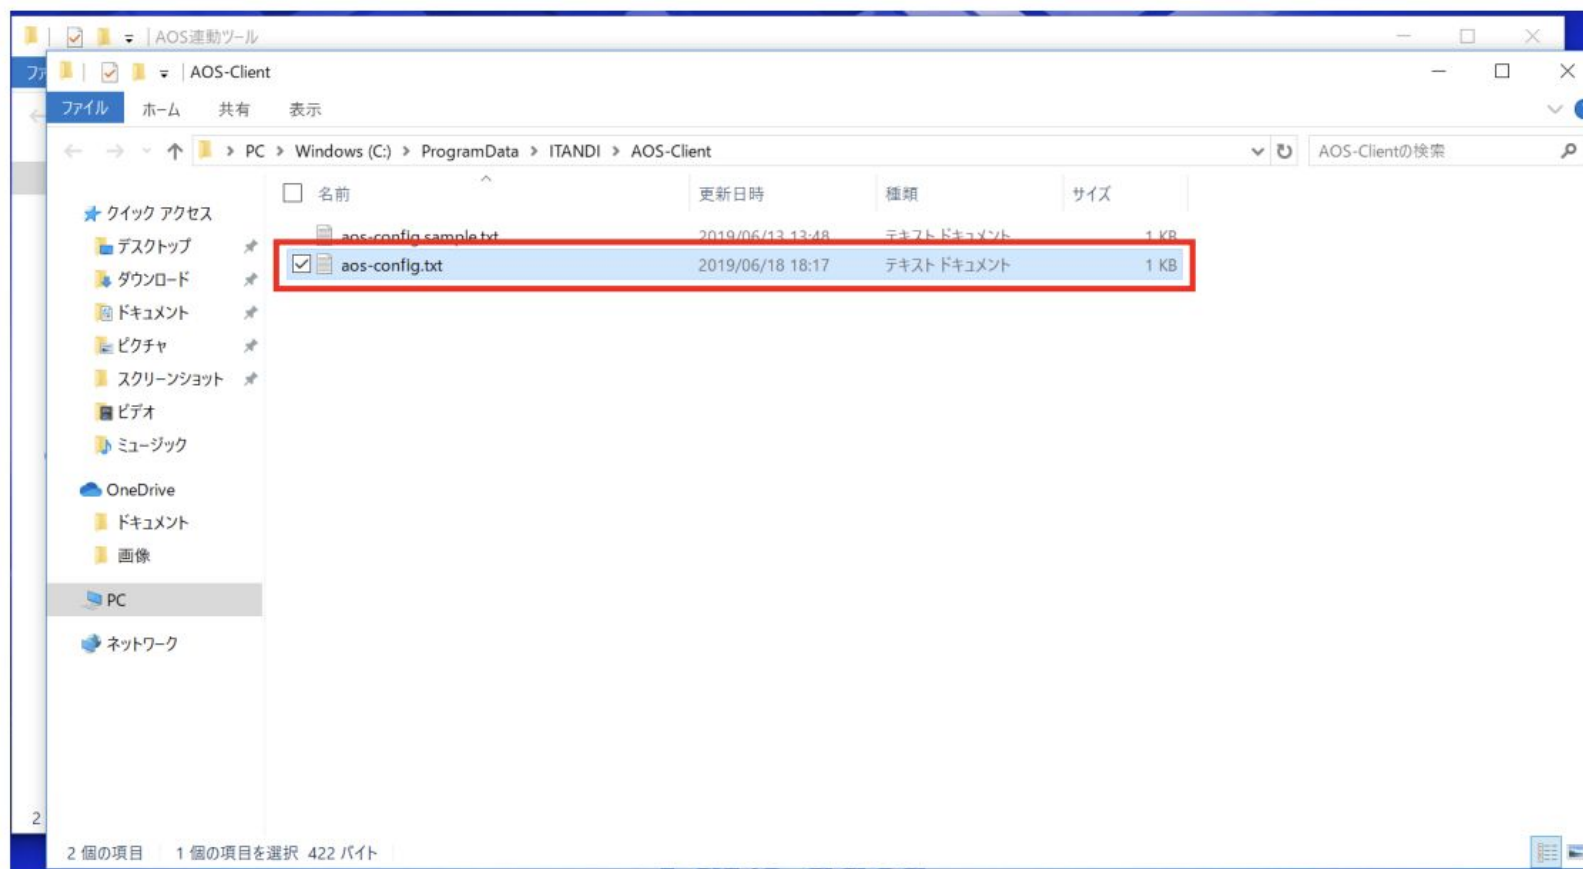 AOS連動ツール
AOS-Client
ファイル ホーム 共有 表示
PC > Windows (C:) > ProgramData > ITANDI > AOS-Client
AOS-Clientの検索
名前 更新日時 種類 サイズ
aos-config.sample.txt 2019/06/13 13:48 テキスト ドキュメント 1 KB
aos-config.txt 2019/06/18 18:17 テキスト ドキュメント 1 KB
クイック アクセス
デスクトップ
ダウンロード
ドキュメント
ピクチャ
スクリーンショット
ビデオ
ミュージック
OneDrive
ドキュメント
画像
PC
ネットワーク
2
2 個の項目 1 個の項目を選択 422 バイト